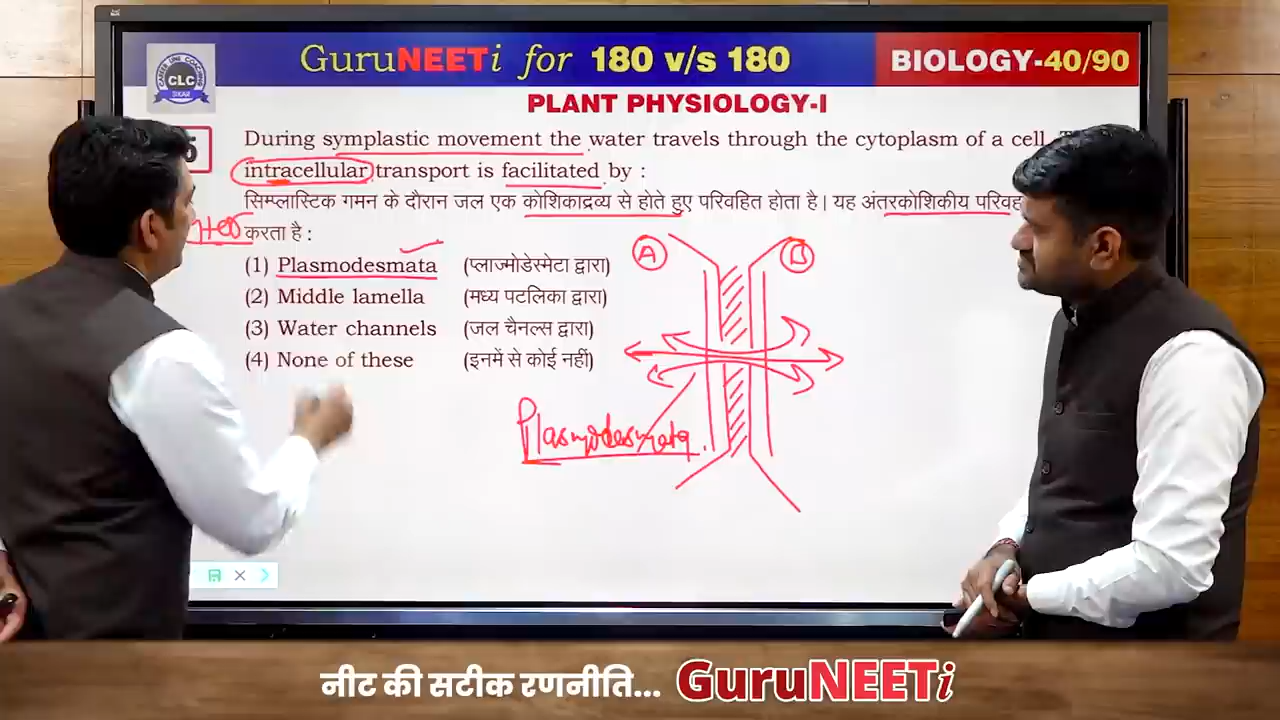 CLC
SIKAR
GuruNEETi for 180 v/s 180
BIOLOGY-40/90
PLANT PHYSIOLOGY-I
5
During symplastic movement the water travels through the cytoplasm of a cell.
intracellular transport is facilitated by :
सिम्प्लास्टिक गमन के दौरान जल एक कोशिकाद्रव्य से होते हुए परिवहित होता है। यह अंतरकोशिकीय
करता है :
(1) Plasmodesmata (प्लाज्मोडेस्मेटा द्वारा)
(2) Middle lamella (मध्य पटलिका द्वारा)
(3) Water channels (जल चैनल्स द्वारा)
(4) None of these (इनमें से कोई नहीं)
A
B
Plasmodesmata.
नीट की सटीक रणनीति... GuruNEETi